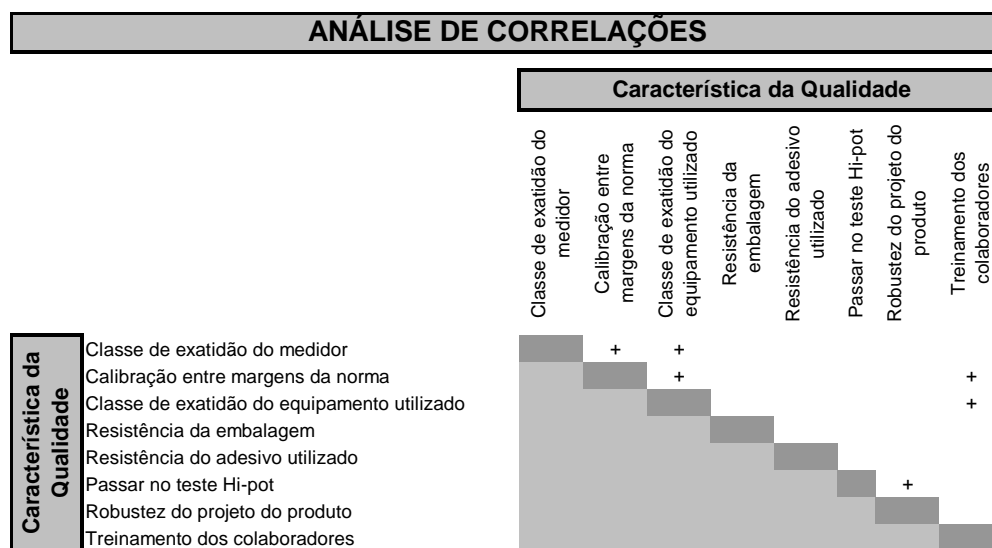 ANÁLISE DE CORRELAÇÕES
Característica da Qualidade
Classe de exatidão do
medidor
Calibração entre
margens da norma
Classe de exatidão do
equipamento utilizado
Resistência da
embalagem
Resistência do adesivo
utilizado
Passar no teste Hi-pot
Robustez do projeto do
produto
Treinamento dos
colaboradores
Característica da
Qualidade
Classe de exatidão do medidor + +
Calibração entre margens da norma + +
Classe de exatidão do equipamento utilizado +
Resistência da embalagem
Resistência do adesivo utilizado
Passar no teste Hi-pot +
Robustez do projeto do produto
Treinamento dos colaboradores